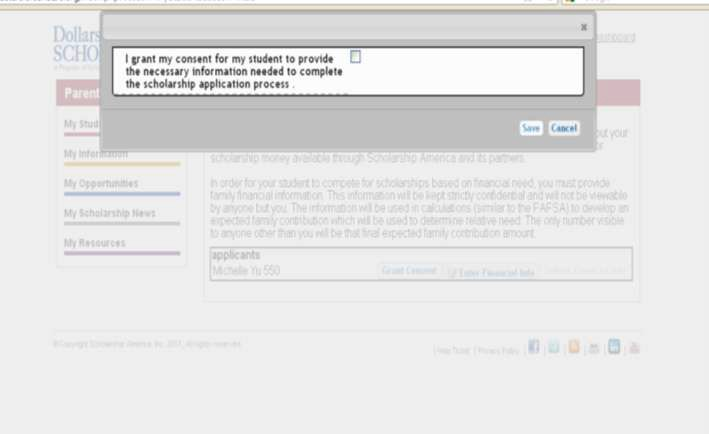 Dollars
SCHO
I grant my consent for my student to provide
the necessary information needed to complete
the scholarship application process .
Save Cancel
Parent
My Stud
My Information
My Opportunities
My Scholarship News
My Resources
out your
scholarship money available through Scholarship America and its partners.
In order for your student to compete for scholarships based on financial need, you must provide
family financial information. This information will be kept strictly confidential and will not be viewable
by anyone but you. The information will be used in calculations (similar to the FAFSA) to develop an
expected family contribution which will be used to determine relative need. The only number visible
to anyone other than you will be that final expected family contribution amount.
applicants
Michelle Yu 550 Grant Consent Enter Financial Info
©Copyright Scholarship America, Inc. 2011, All rights reserved.
| Help Ticket | Privacy Policy |